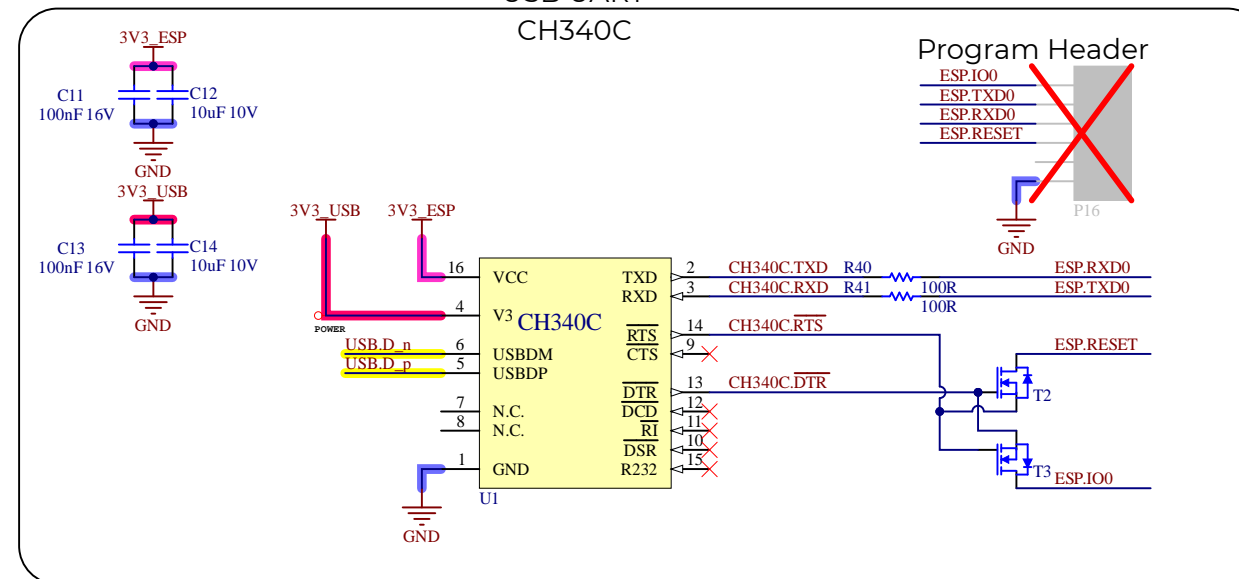 CH340C
3V3_ESP
C11
100nF 16V
C12
10uF 10V
GND
3V3_USB
C13
100nF 16V
C14
10uF 10V
GND
Program Header
ESP.IO0
ESP.TXD0
ESP.RXD0
ESP.RESET
P16
GND
3V3_USB
3V3_ESP
16 VCC
4 V3
POWER
CH340C
USB.D_n 6 USBDM
USB.D_p 5 USBDP
7 N.C.
8 N.C.
1 GND
U1
GND
TXD 2 CH340C.TXD R40 100R ESP.RXD0
RXD 3 CH340C.RXD R41 100R ESP.TXD0
RTS 14 CH340C.RTS
CTS 9
DTR 13 CH340C.DTR
DCD 12
RI 11
DSR 10
R232 15
ESP.RESET
T2
T3
ESP.IO0